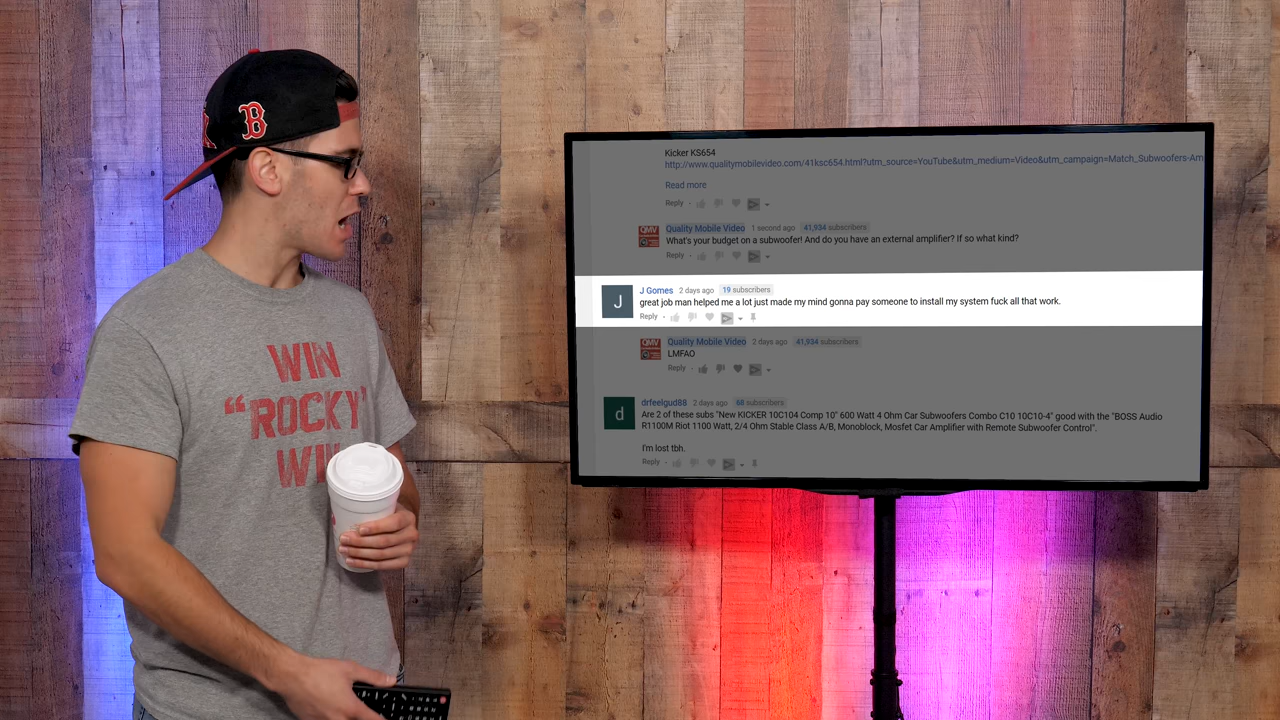 B
WIN
"ROCKY"
Kicker KS654
http://www.qualitymobilevideo.com/41ksc654.html?utm_source=YouTube&utm_medium=Video&utm_campaign=Match_Subwoofers-Am
Read more
Reply
QMV
Quality Mobile Video 1 second ago 41,934 subscribers
What's your budget on a subwoofer! And do you have an external amplifier? If so what kind?
Reply
J
J Gomes 2 days ago 19 subscribers
great job man helped me a lot just made my mind gonna pay someone to install my system fuck all that work.
Reply
QMV
Quality Mobile Video 2 days ago 41,934 subscribers
LMFAO
Reply
d
drfeelgud88 2 days ago 68 subscribers
Are 2 of these subs "New KICKER 10C104 Comp 10" 600 Watt 4 Ohm Car Subwoofers Combo C10 10C10-4" good with the "BOSS Audio
R1100M Riot 1100 Watt, 2/4 Ohm Stable Class A/B, Monoblock, Mosfet Car Amplifier with Remote Subwoofer Control".
I'm lost tbh.
Reply